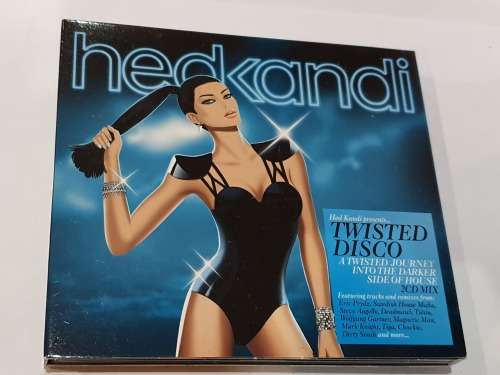 hedkandi
Hed Kandi presents...
TWISTED
DISCO
A TWISTED JOURNEY
INTO THE DARKER
SIDE OF HOUSE
2CD MIX
Featuring tracks and remixes from:
Eric Prydz, Swedish House Mafia,
Steve Angello, Deadmau5, Tiësto,
Wolfgang Gartner, Magnetic Man,
Mark Knight, Tiga, Chuckie,
Dirty South and more...